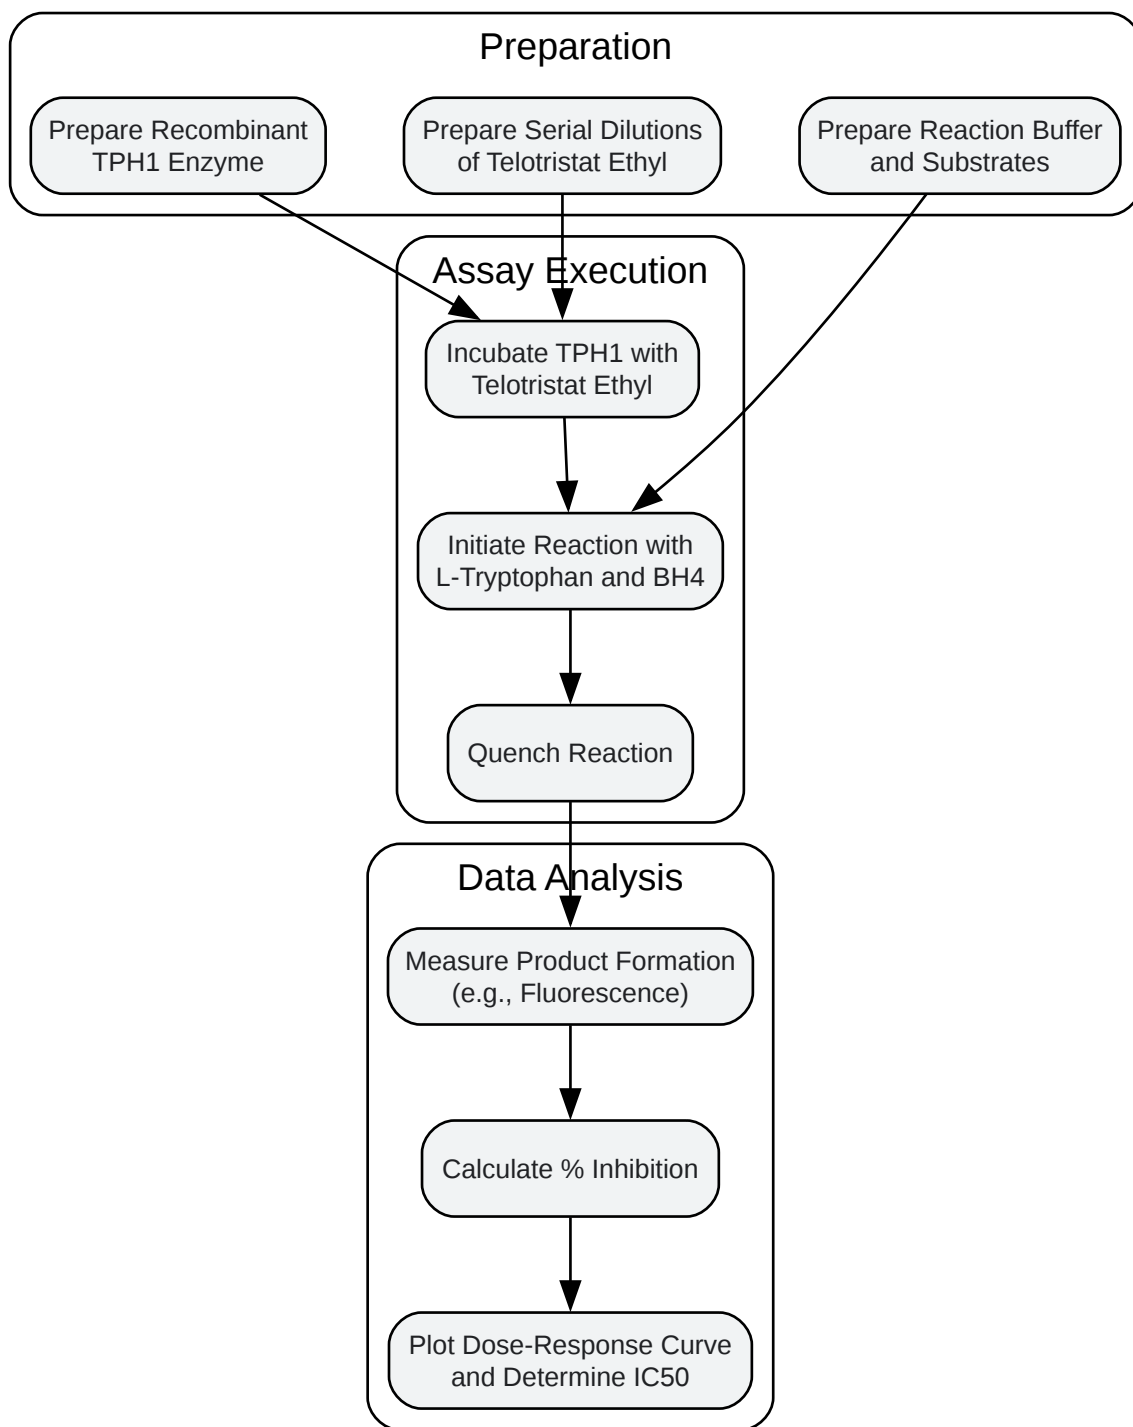 Preparation
Prepare Recombinant
TPH1 Enzyme
Prepare Serial Dilutions
of Telotristat Ethyl
Prepare Reaction Buffer
and Substrates
Assay Execution
Incubate TPH1 with
Telotristat Ethyl
Initiate Reaction with
L-Tryptophan and BH4
Quench Reaction
Data Analysis
Measure Product Formation
(e.g., Fluorescence)
Calculate % Inhibition
Plot Dose-Response Curve
and Determine IC50